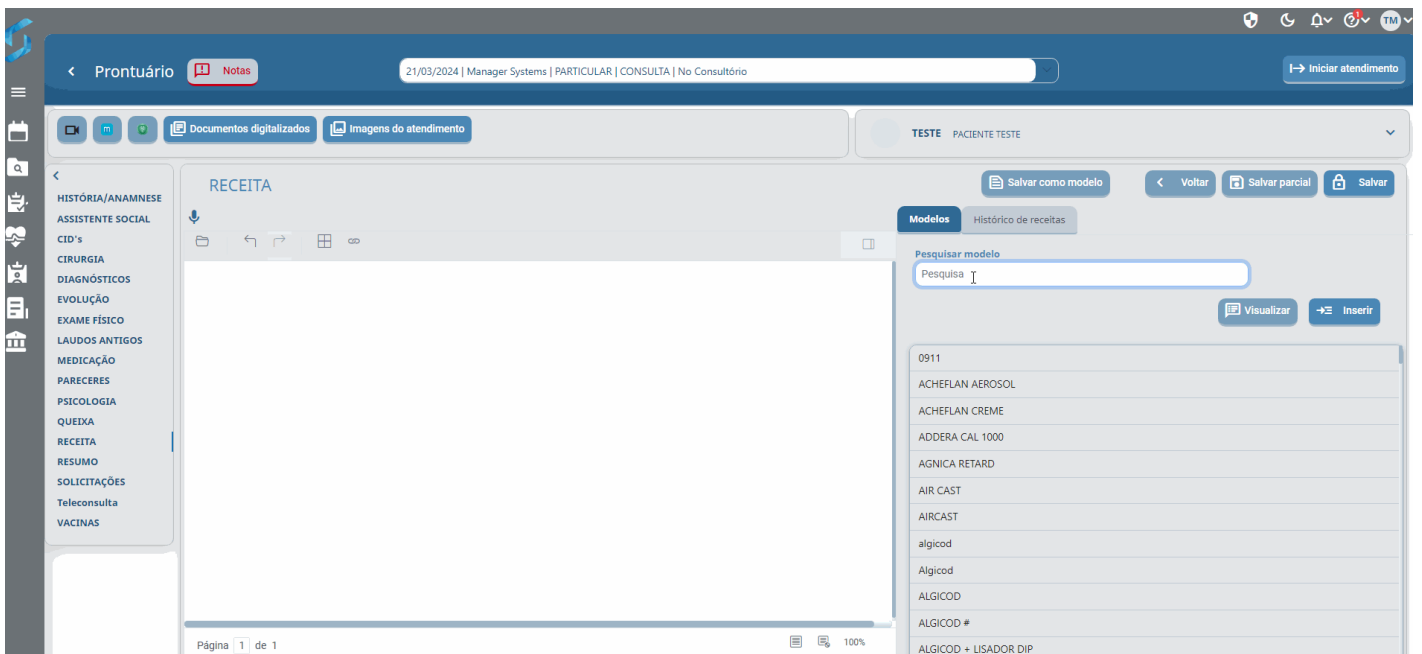 1
TM
Prontuário
Notas
21/03/2024 | Manager Systems | PARTICULAR | CONSULTA | No Consultório
Iniciar atendimento
Documentos digitalizados
Imagens do atendimento
TESTE PACIENTE TESTE
HISTÓRIA/ANAMNESE
ASSISTENTE SOCIAL
CID's
CIRURGIA
DIAGNÓSTICOS
EVOLUÇÃO
EXAME FÍSICO
LAUDOS ANTIGOS
MEDICAÇÃO
PARECERES
PSICOLOGIA
QUEIXA
RECEITA
RESUMO
SOLICITAÇÕES
Teleconsulta
VACINAS
RECEITA
Salvar como modelo
Voltar
Salvar parcial
Salvar
Modelos
Histórico de receitas
Pesquisar modelo
Pesquisa
Visualizar
Inserir
0911
ACHEFLAN AEROSOL
ACHEFLAN CREME
ADDERA CAL 1000
AGNICA RETARD
AIR CAST
AIRCAST
algicod
Algicod
ALGICOD
ALGICOD #
ALGICOD + LISADOR DIP
Página 1 de 1
100%